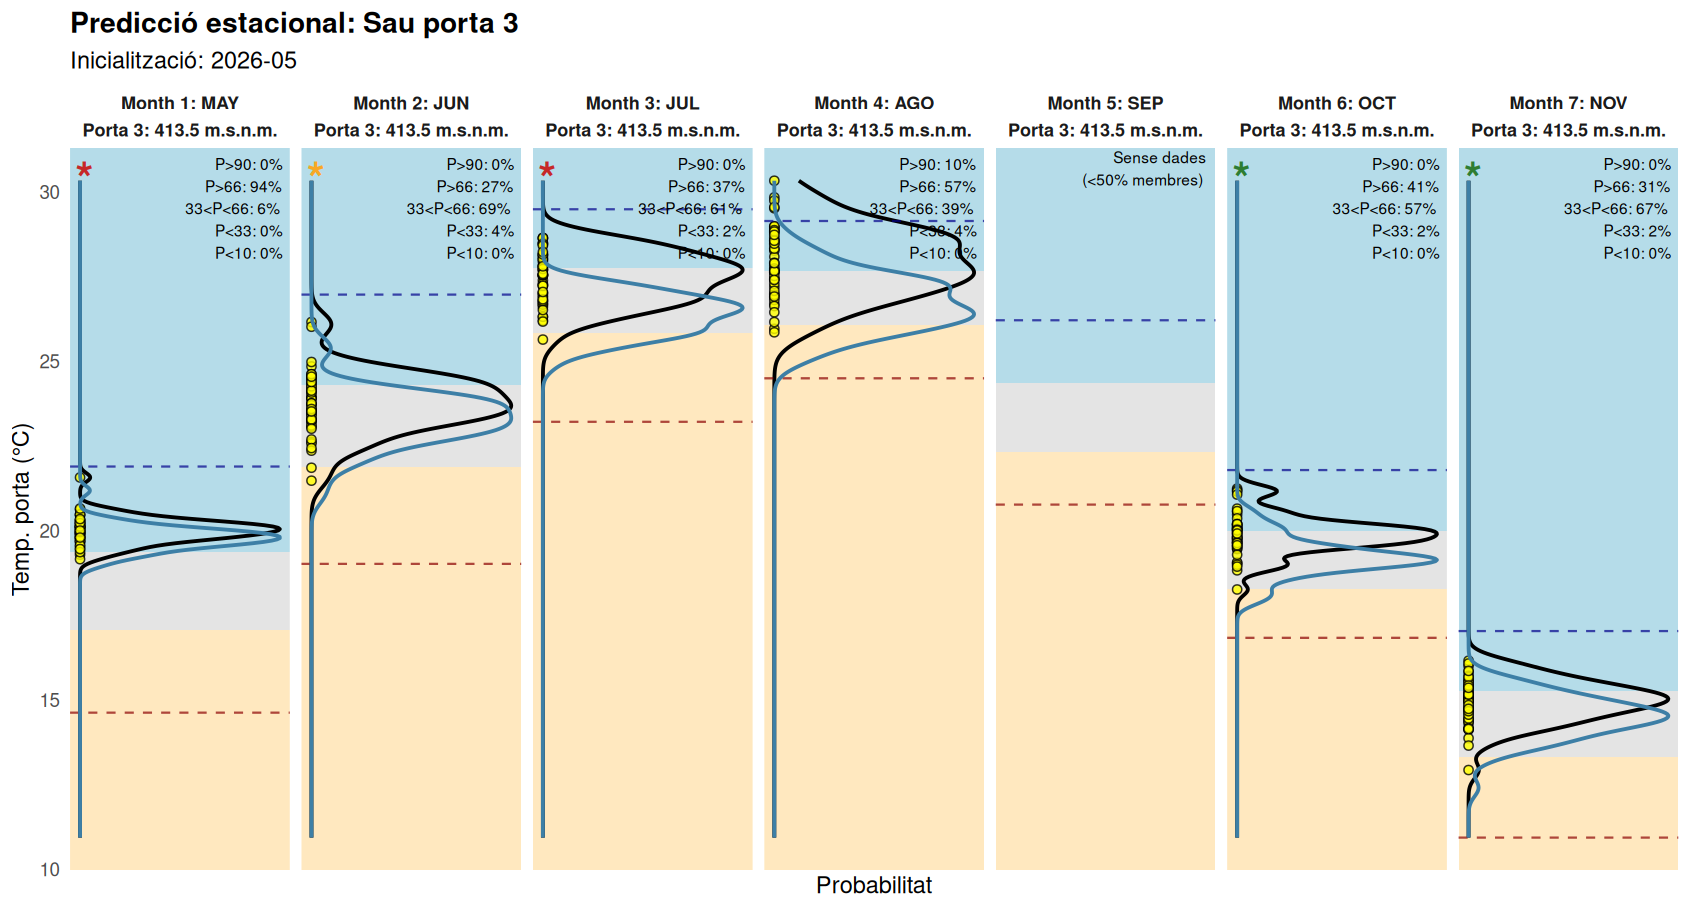 Predicció estacional: Sau porta 3
Inicialització: 2026-05
Month 1: MAY
Porta 3: 413.5 m.s.n.m.
Month 2: JUN
Porta 3: 413.5 m.s.n.m.
Month 3: JUL
Porta 3: 413.5 m.s.n.m.
Month 4: AGO
Porta 3: 413.5 m.s.n.m.
Month 5: SEP
Porta 3: 413.5 m.s.n.m.
Month 6: OCT
Porta 3: 413.5 m.s.n.m.
Month 7: NOV
Porta 3: 413.5 m.s.n.m.
*
P>90: 0%
P>66: 94%
33<P<66: 6%
P<33: 0%
P<10: 0%
*
P>90: 0%
P>66: 27%
33<P<66: 69%
P<33: 4%
P<10: 0%
*
P>90: 0%
P>66: 37%
33<P<66: 61%
P<33: 2%
P<10: 0%
P>90: 10%
P>66: 57%
33<P<66: 39%
P<33: 4%
P<10: 0%
Sense dades
(<50% membres)
*
P>90: 0%
P>66: 41%
33<P<66: 57%
P<33: 2%
P<10: 0%
*
P>90: 0%
P>66: 31%
33<P<66: 67%
P<33: 2%
P<10: 0%
30
25
20
15
10
Temp. porta (°C)
Probabilitat